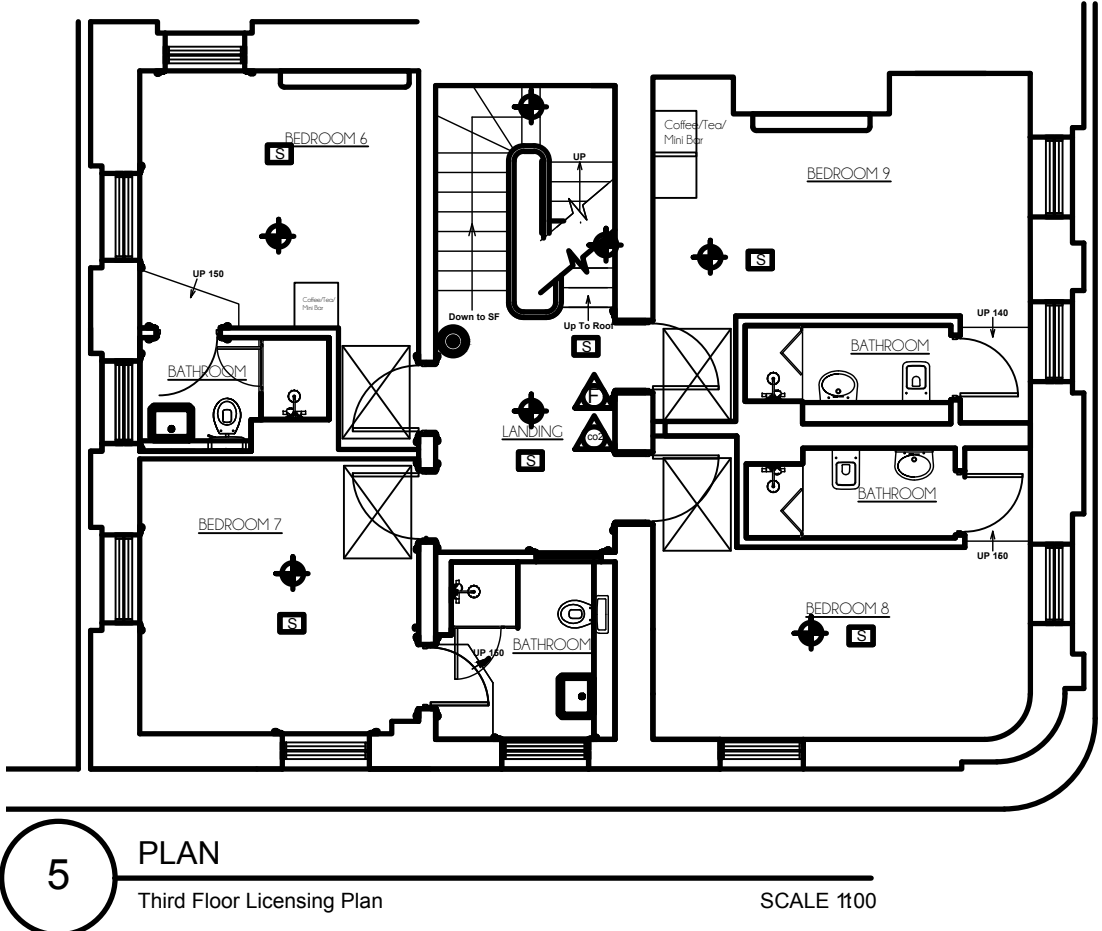 BEDROOM 6
S
UP
Coffee/Tea/
Mini Bar
BEDROOM 9
S
UP 150
Coffee/Tea/
Mini Bar
Down to SF
Up To Roof
S
UP 140
BATHROOM
BATHROOM
F
CO2
LANDING
S
BATHROOM
BEDROOM 7
S
UP 150
BEDROOM 8
S
UP 150
BATHROOM
5
PLAN
Third Floor Licensing Plan
SCALE 1:100